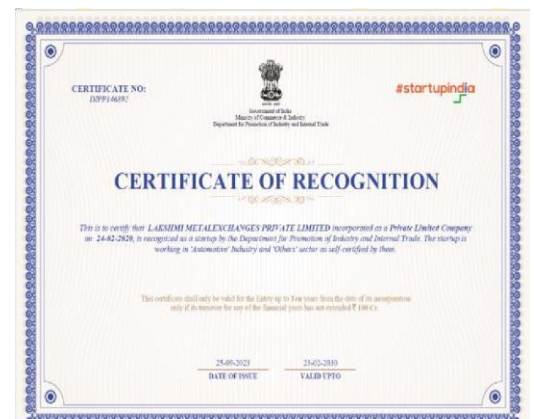 CERTIFICATE NO:
#startupindia
Government of India
Ministry of Commerce & Industry
Department for Promotion of Industry and Internal Trade
CERTIFICATE OF RECOGNITION
This is to certify that LAKSHMI METALEXCHANGES PRIVATE LIMITED incorporated as a Private Limited Company
on 24-02-2020, is recognized as a startup by the Department for Promotion of Industry and Internal Trade. The startup is
working in 'Automotive' Industry and 'Others' sector as self-certified by them.
This certificate shall only be valid for the Entity up to Ten years from the date of its incorporation
only if its turnover for any of the financial years has not exceeded ₹ 100 Cr.
25-09-2023 23-02-2030
DATE OF ISSUE VALID UPTO